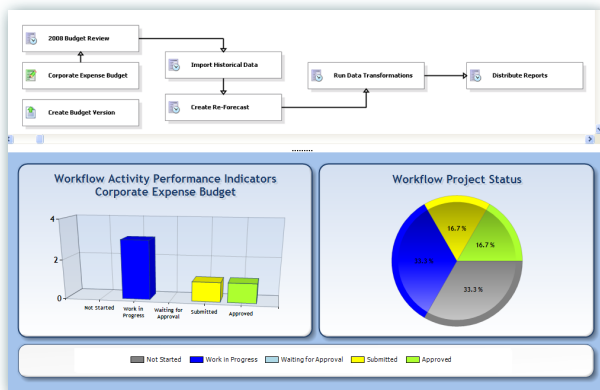 2008 Budget Review
Corporate Expense Budget
Create Budget Version
Import Historical Data
Create Re-Forecast
Run Data Transformations
Distribute Reports
Workflow Activity Performance Indicators
Corporate Expense Budget
4
2
0
Not Started
Work in
Progress
Waiting for
Approval
Submitted
Approved
Workflow Project Status
16.7 %
16.7 %
33.3 %
33.3 %
Not Started Work in Progress Waiting for Approval Submitted Approved